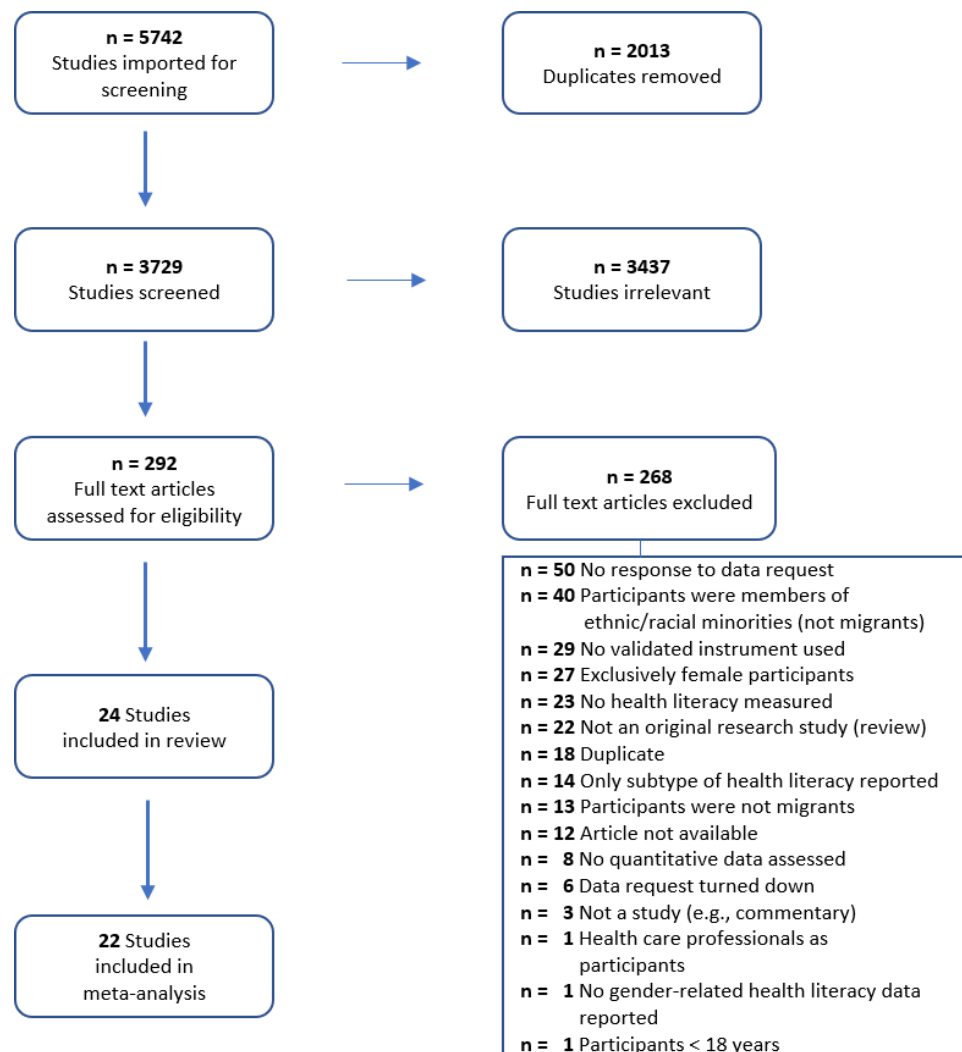 n = 5742
Studies imported for
screening
n = 2013
Duplicates removed
n = 3729
Studies screened
n = 3437
Studies irrelevant
n = 292
Full text articles
assessed for eligibility
n = 268
Full text articles excluded
n = 50 No response to data request
n = 40 Participants were members of
ethnic/racial minorities (not migrants)
n = 29 No validated instrument used
n = 27 Exclusively female participants
n = 23 No health literacy measured
n = 22 Not an original research study (review)
n = 18 Duplicate
n = 14 Only subtype of health literacy reported
n = 13 Participants were not migrants
n = 12 Article not available
n = 8 No quantitative data assessed
n = 6 Data request turned down
n = 3 Not a study (e.g., commentary)
n = 1 Health care professionals as
participants
n = 1 No gender-related health literacy data
reported
n = 1 Participants < 18 years
24 Studies
included in review
22 Studies
included in
meta-analysis